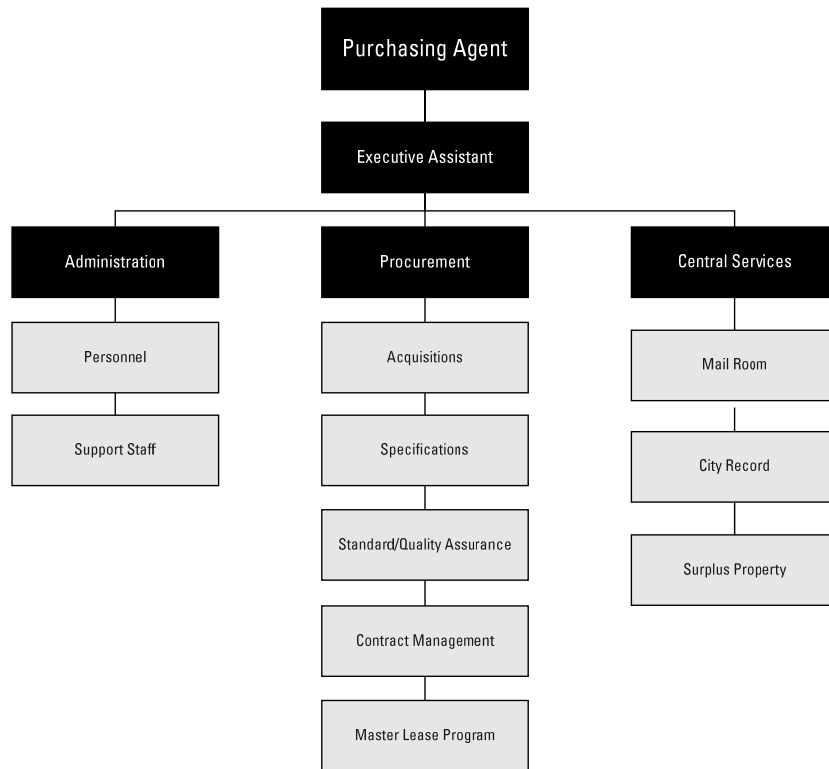 Purchasing Agent
Executive Assistant
Administration
Procurement
Central Services
Personnel
Acquisitions
Mail Room
Support Staff
Specifications
City Record
Standard/Quality Assurance
Surplus Property
Contract Management
Master Lease Program